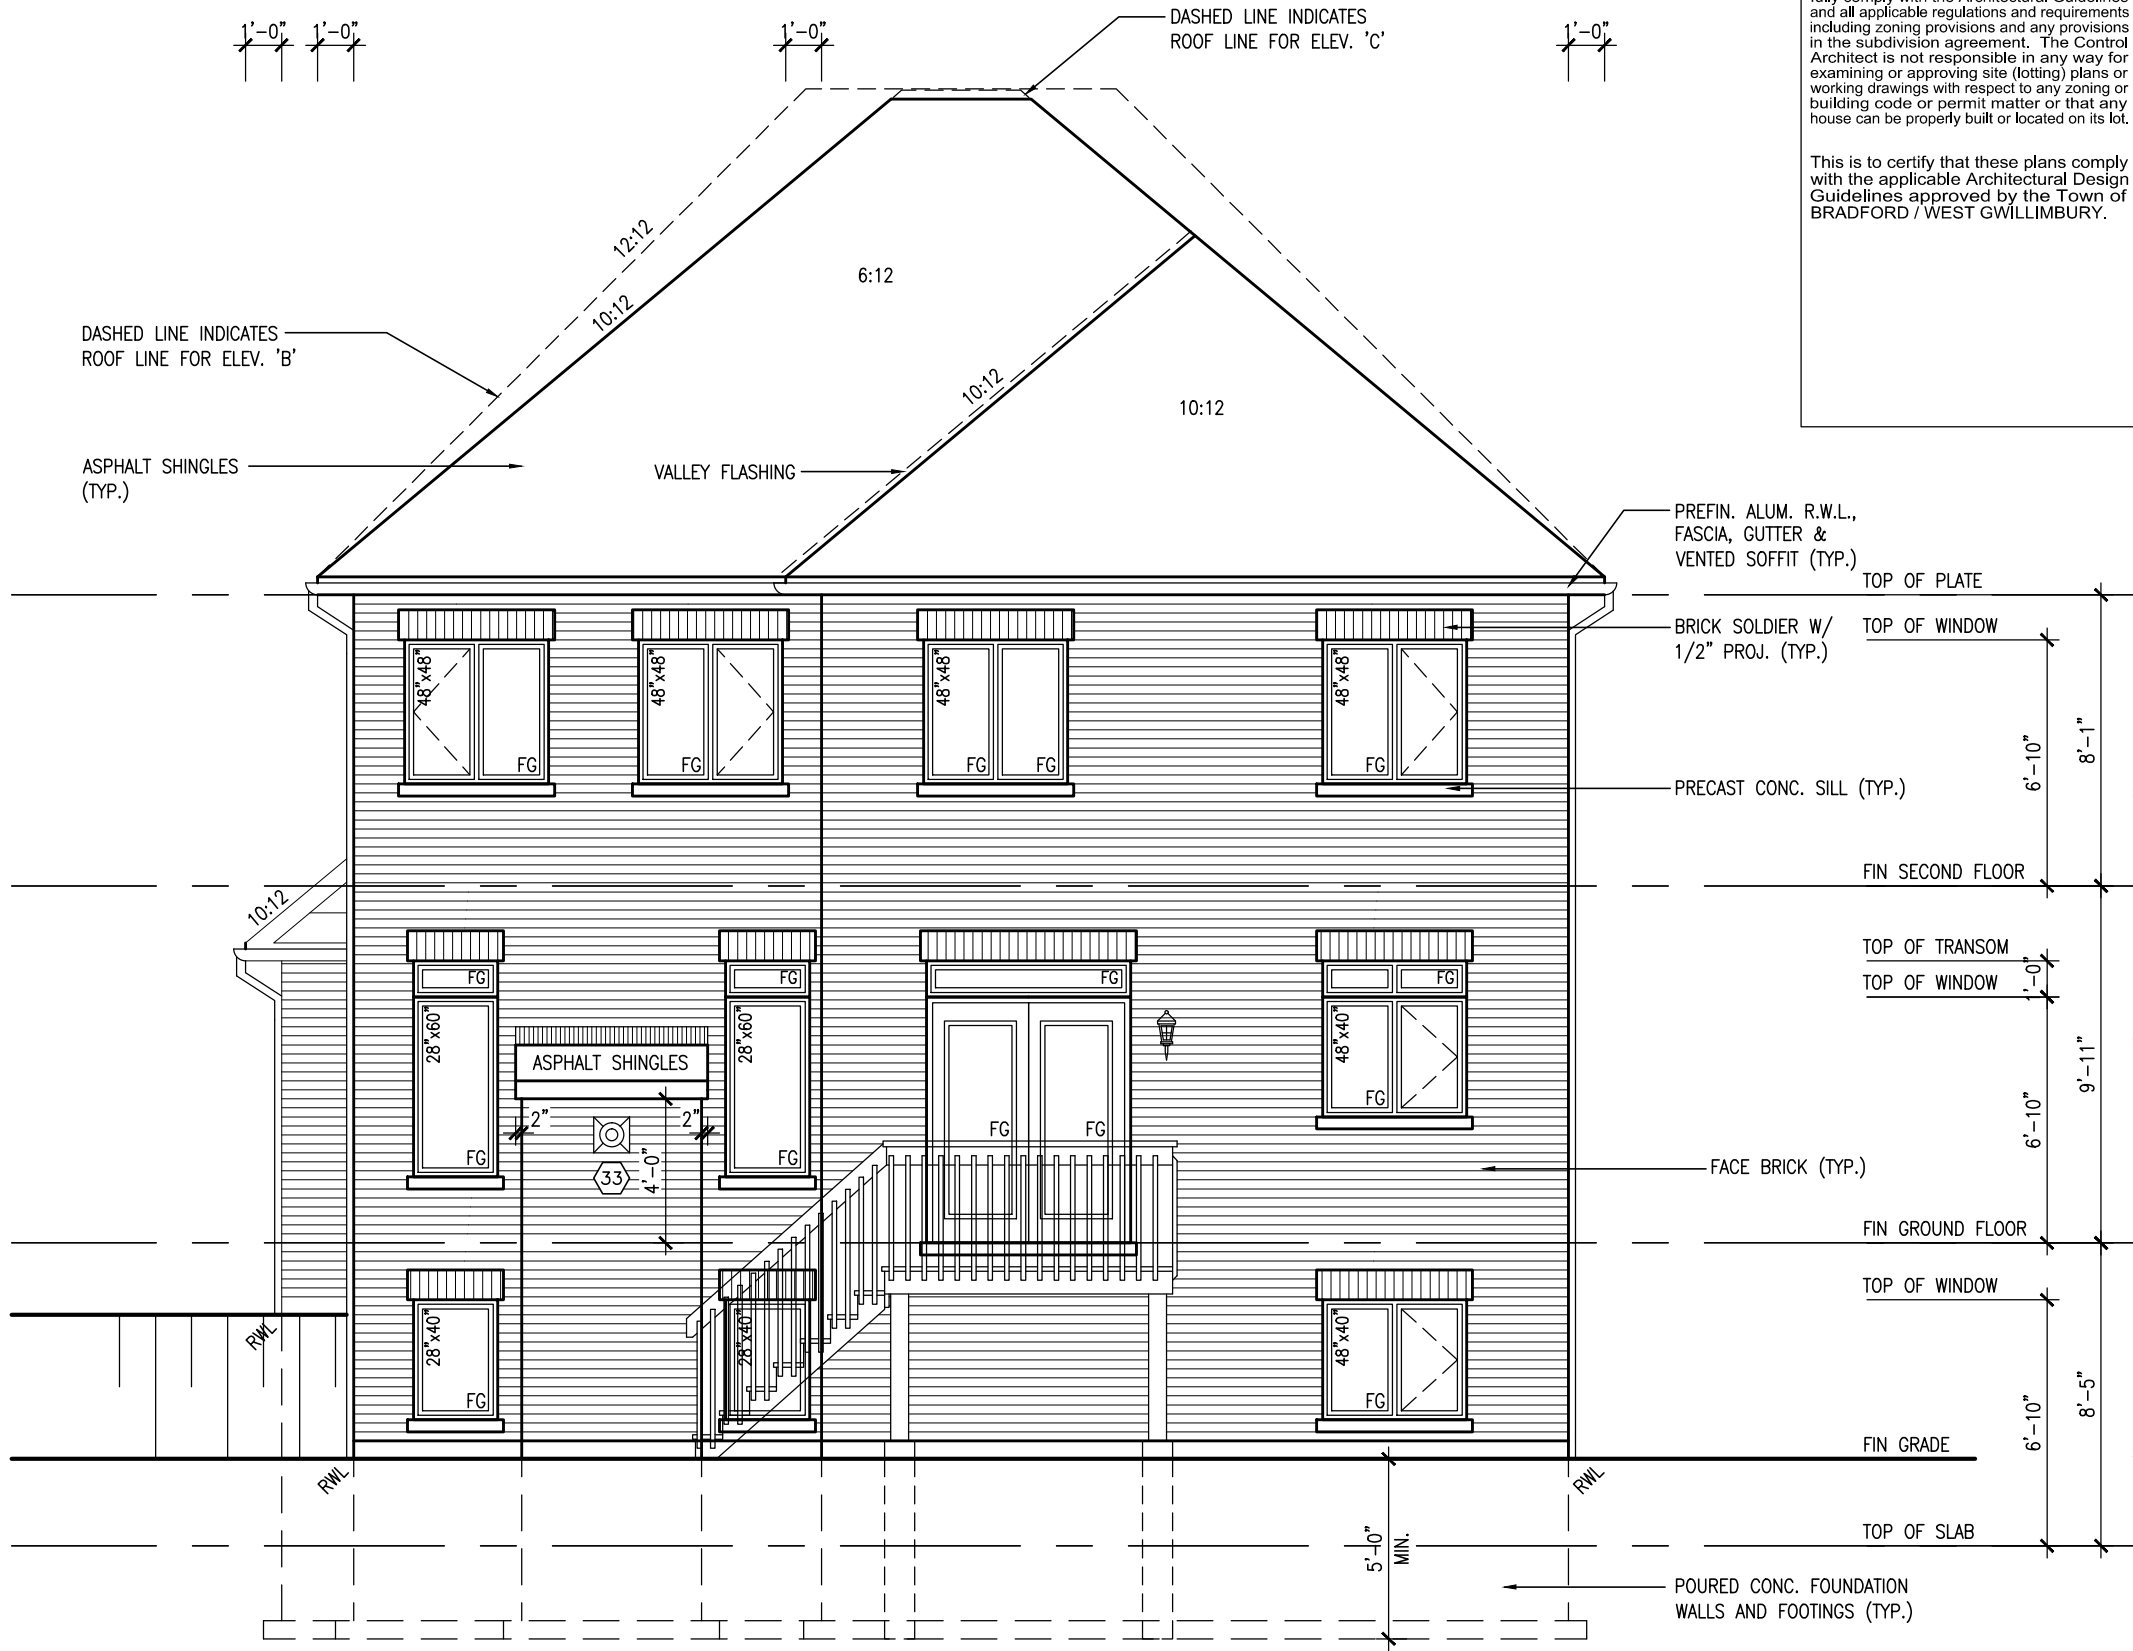 fully comply with the Architectural Guidelines
and all applicable regulations and requirements
including zoning provisions and any provisions
in the subdivision agreement. The Control
Architect is not responsible in any way for
examining or approving site (lotting) plans or
working drawings with respect to any zoning or
building code or permit matter or that any
house can be properly built or located on its lot.
This is to certify that these plans comply
with the applicable Architectural Design
Guidelines approved by the Town of
BRADFORD / WEST GWILLIMBURY.
1'-0" 1'-0" 1'-0" 1'-0"
DASHED LINE INDICATES
ROOF LINE FOR ELEV. 'C'
12:12
10:12
6:12
DASHED LINE INDICATES
ROOF LINE FOR ELEV. 'B'
10:12
10:12
ASPHALT SHINGLES
(TYP.)
VALLEY FLASHING
PREFIN. ALUM. R.W.L.,
FASCIA, GUTTER &
VENTED SOFFIT (TYP.)
TOP OF PLATE
BRICK SOLDIER W/
1/2" PROJ. (TYP.)
TOP OF WINDOW
48"x48" 48"x48" 48"x48" 48"x48"
FG FG FG FG FG
6'-10"
8'-1"
PRECAST CONC. SILL (TYP.)
FIN SECOND FLOOR
10:12
TOP OF TRANSOM
1'-0"
TOP OF WINDOW
FG FG FG FG
28"x60" 28"x60" 48"x40"
ASPHALT SHINGLES
2" 2"
33
4'-0"
FG FG FG FG FG
6'-10"
9'-11"
FACE BRICK (TYP.)
FIN GROUND FLOOR
TOP OF WINDOW
28"x40" 28"x40" 48"x40"
FG FG
RWL
6'-10"
8'-5"
FIN GRADE
RWL RWL
5'-0"
MIN.
TOP OF SLAB
POURED CONC. FOUNDATION
WALLS AND FOOTINGS (TYP.)